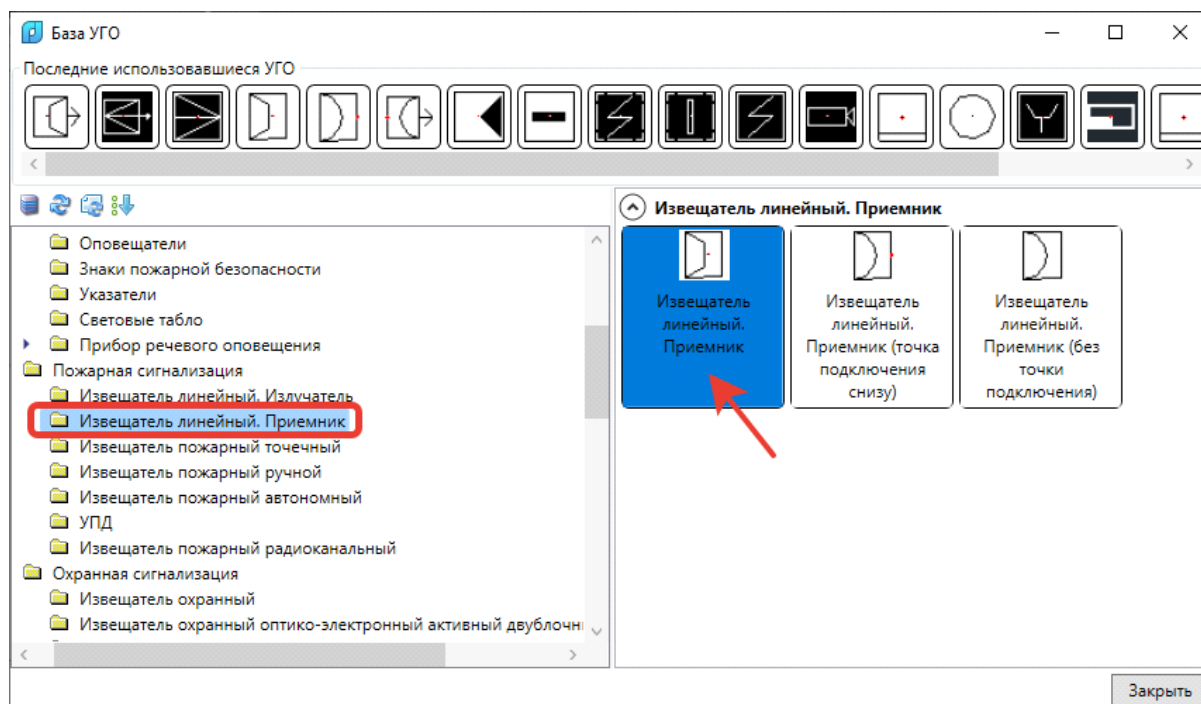 База УГО
Последние использовавшиеся УГО
Оповещатели
Знаки пожарной безопасности
Указатели
Световые табло
Прибор речевого оповещения
Пожарная сигнализация
Извещатель линейный. Излучатель
Извещатель линейный. Приемник
Извещатель пожарный точечный
Извещатель пожарный ручной
Извещатель пожарный автономный
УПД
Извещатель пожарный радиоканальный
Охранная сигнализация
Извещатель охранный
Извещатель охранный оптико-электронный активный двублочн
Извещатель линейный. Приемник
Извещатель
линейный.
Приемник
Извещатель
линейный.
Приемник (точка
подключения
снизу)
Извещатель
линейный.
Приемник (без
точки
подключения)
Закрыть